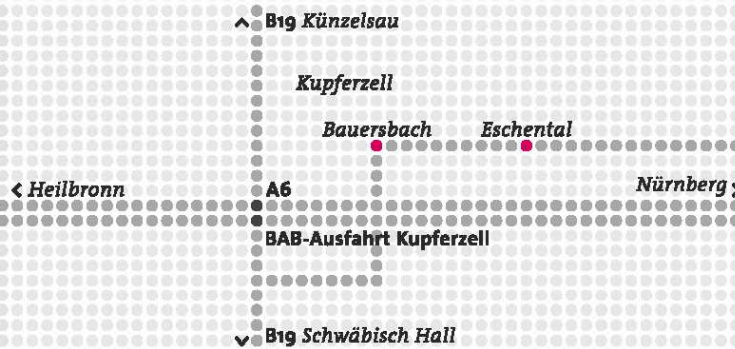 B19 Künzelsau
Kupferzell
Bauersbach Eschental
Heilbronn A6 Nürnberg
BAB-Ausfahrt Kupferzell
B19 Schwäbisch Hall